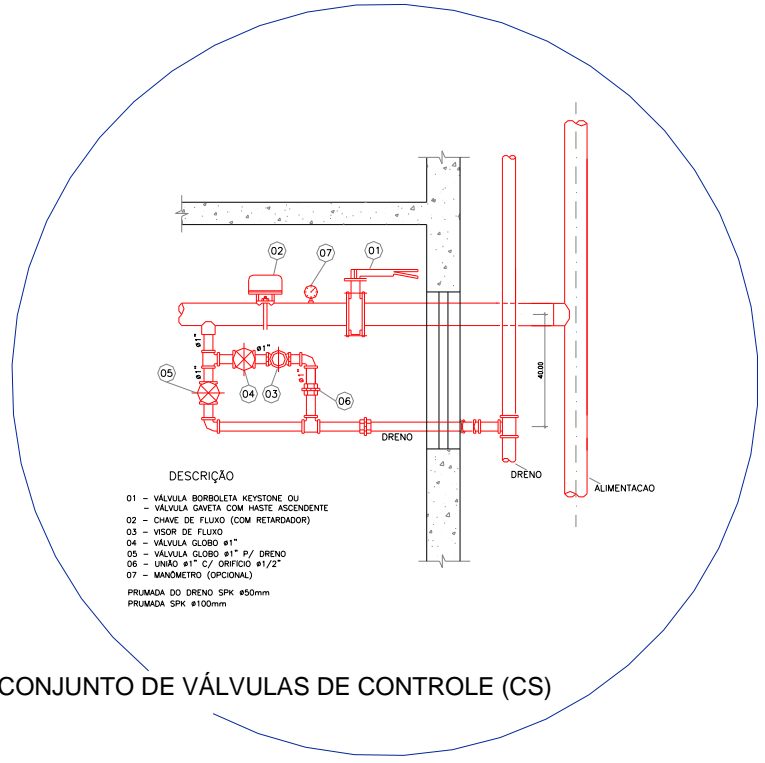 02
07
01
ø1"
ø1"
ø1"
ø1"
05
04
03
06
40.00
DRENO
DRENO
ALIMENTACAO
DESCRIÇÃO
01 - VÁLVULA BORBOLETA KEYSTONE OU
- VÁLVULA GAVETA COM HASTE ASCENDENTE
02 - CHAVE DE FLUXO (COM RETARDADOR)
03 - VISOR DE FLUXO
04 - VÁLVULA GLOBO ø1"
05 - VÁLVULA GLOBO ø1" P/ DRENO
06 - UNIÃO ø1" C/ ORIFÍCIO ø1/2"
07 - MANÔMETRO (OPCIONAL)
PRUMADA DO DRENO SPK ø50mm
PRUMADA SPK ø100mm
CONJUNTO DE VÁLVULAS DE CONTROLE (CS)